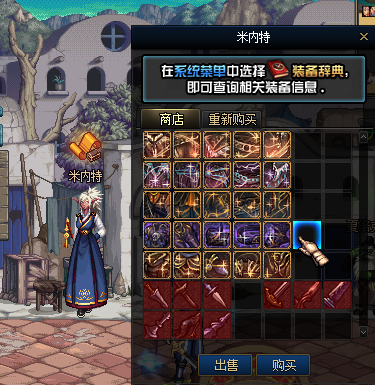 米内特
在系统菜单中选择 装备辞典，
即可查询相关装备信息．
商店 重新购买
米内特
出售 购买